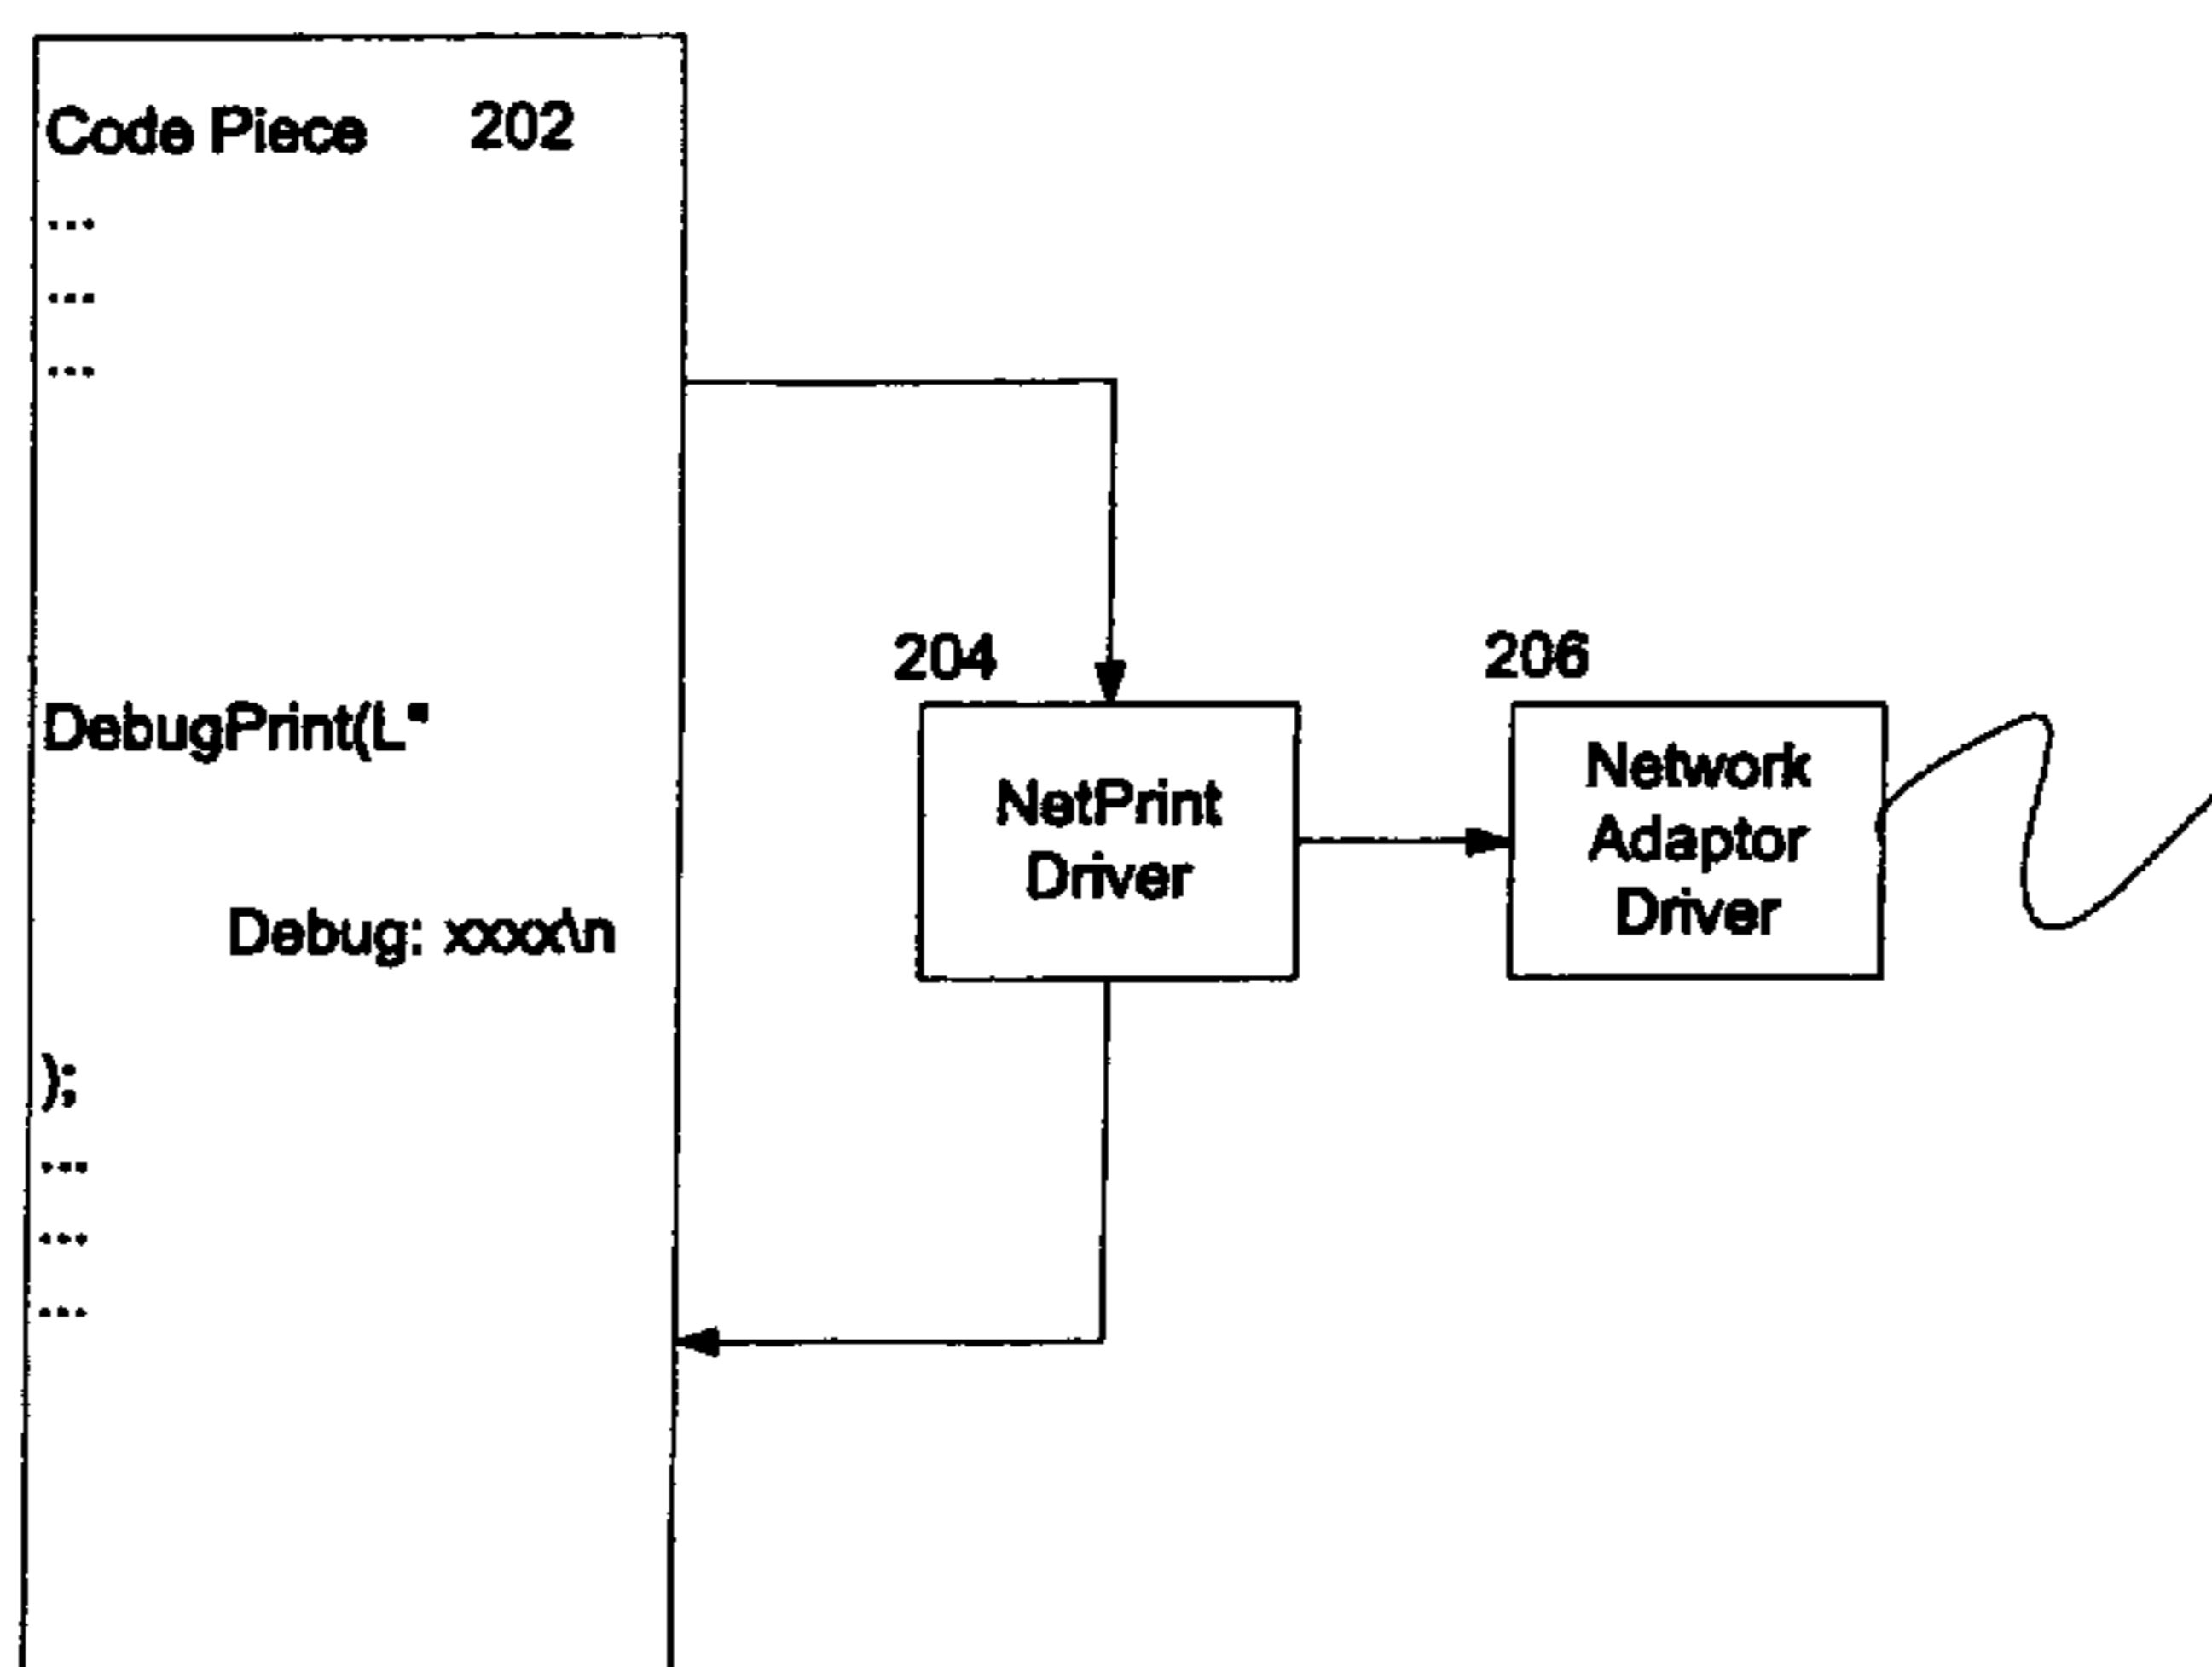 Code Piece 202
...
...
...
DebugPrint(L"
Debug: xxxx\n
);
...
...
...
204
NetPrint
Driver
206
Network
Adaptor
Driver